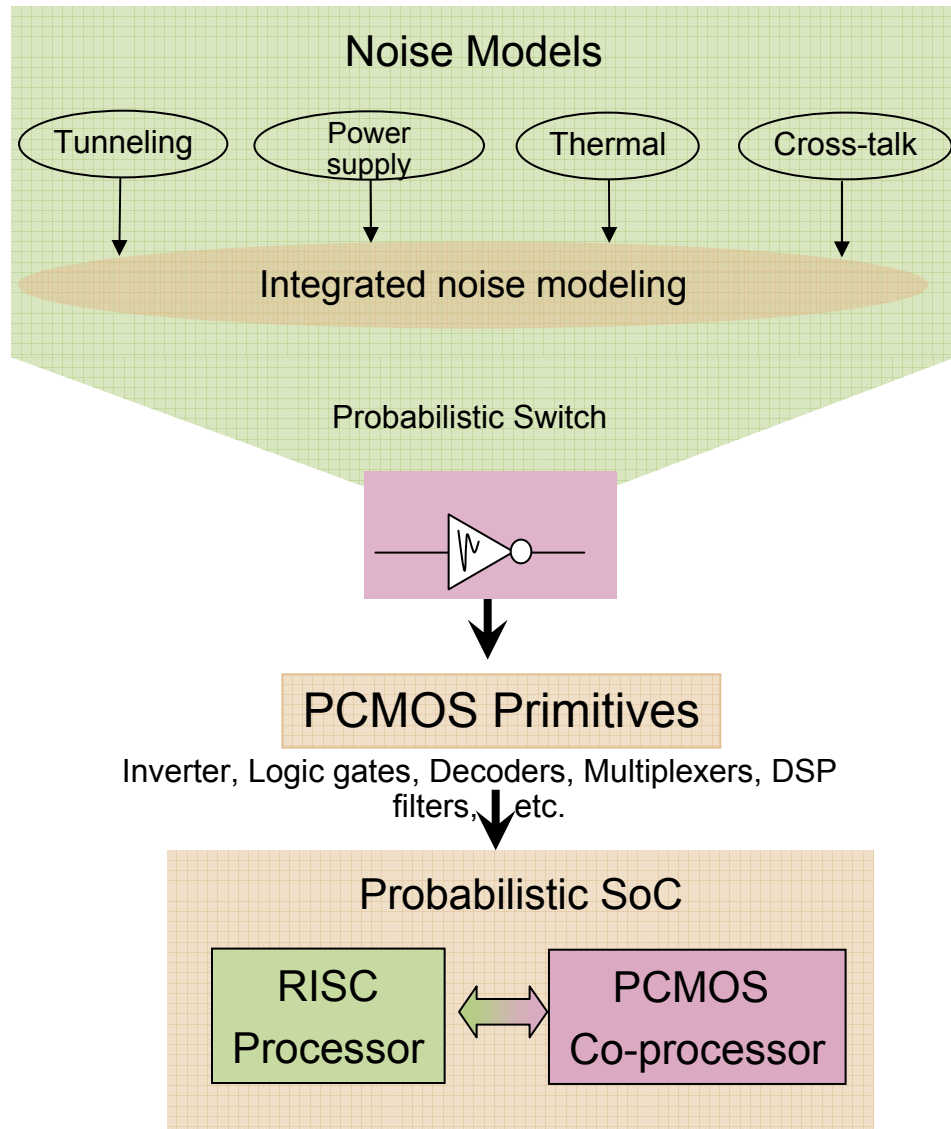 Noise Models
Tunneling
Power
supply
Thermal
Cross-talk
Integrated noise modeling
Probabilistic Switch
PCMOS Primitives
Inverter, Logic gates, Decoders, Multiplexers, DSP
filters, etc.
Probabilistic SoC
RISC
Processor
PCMOS
Co-processor